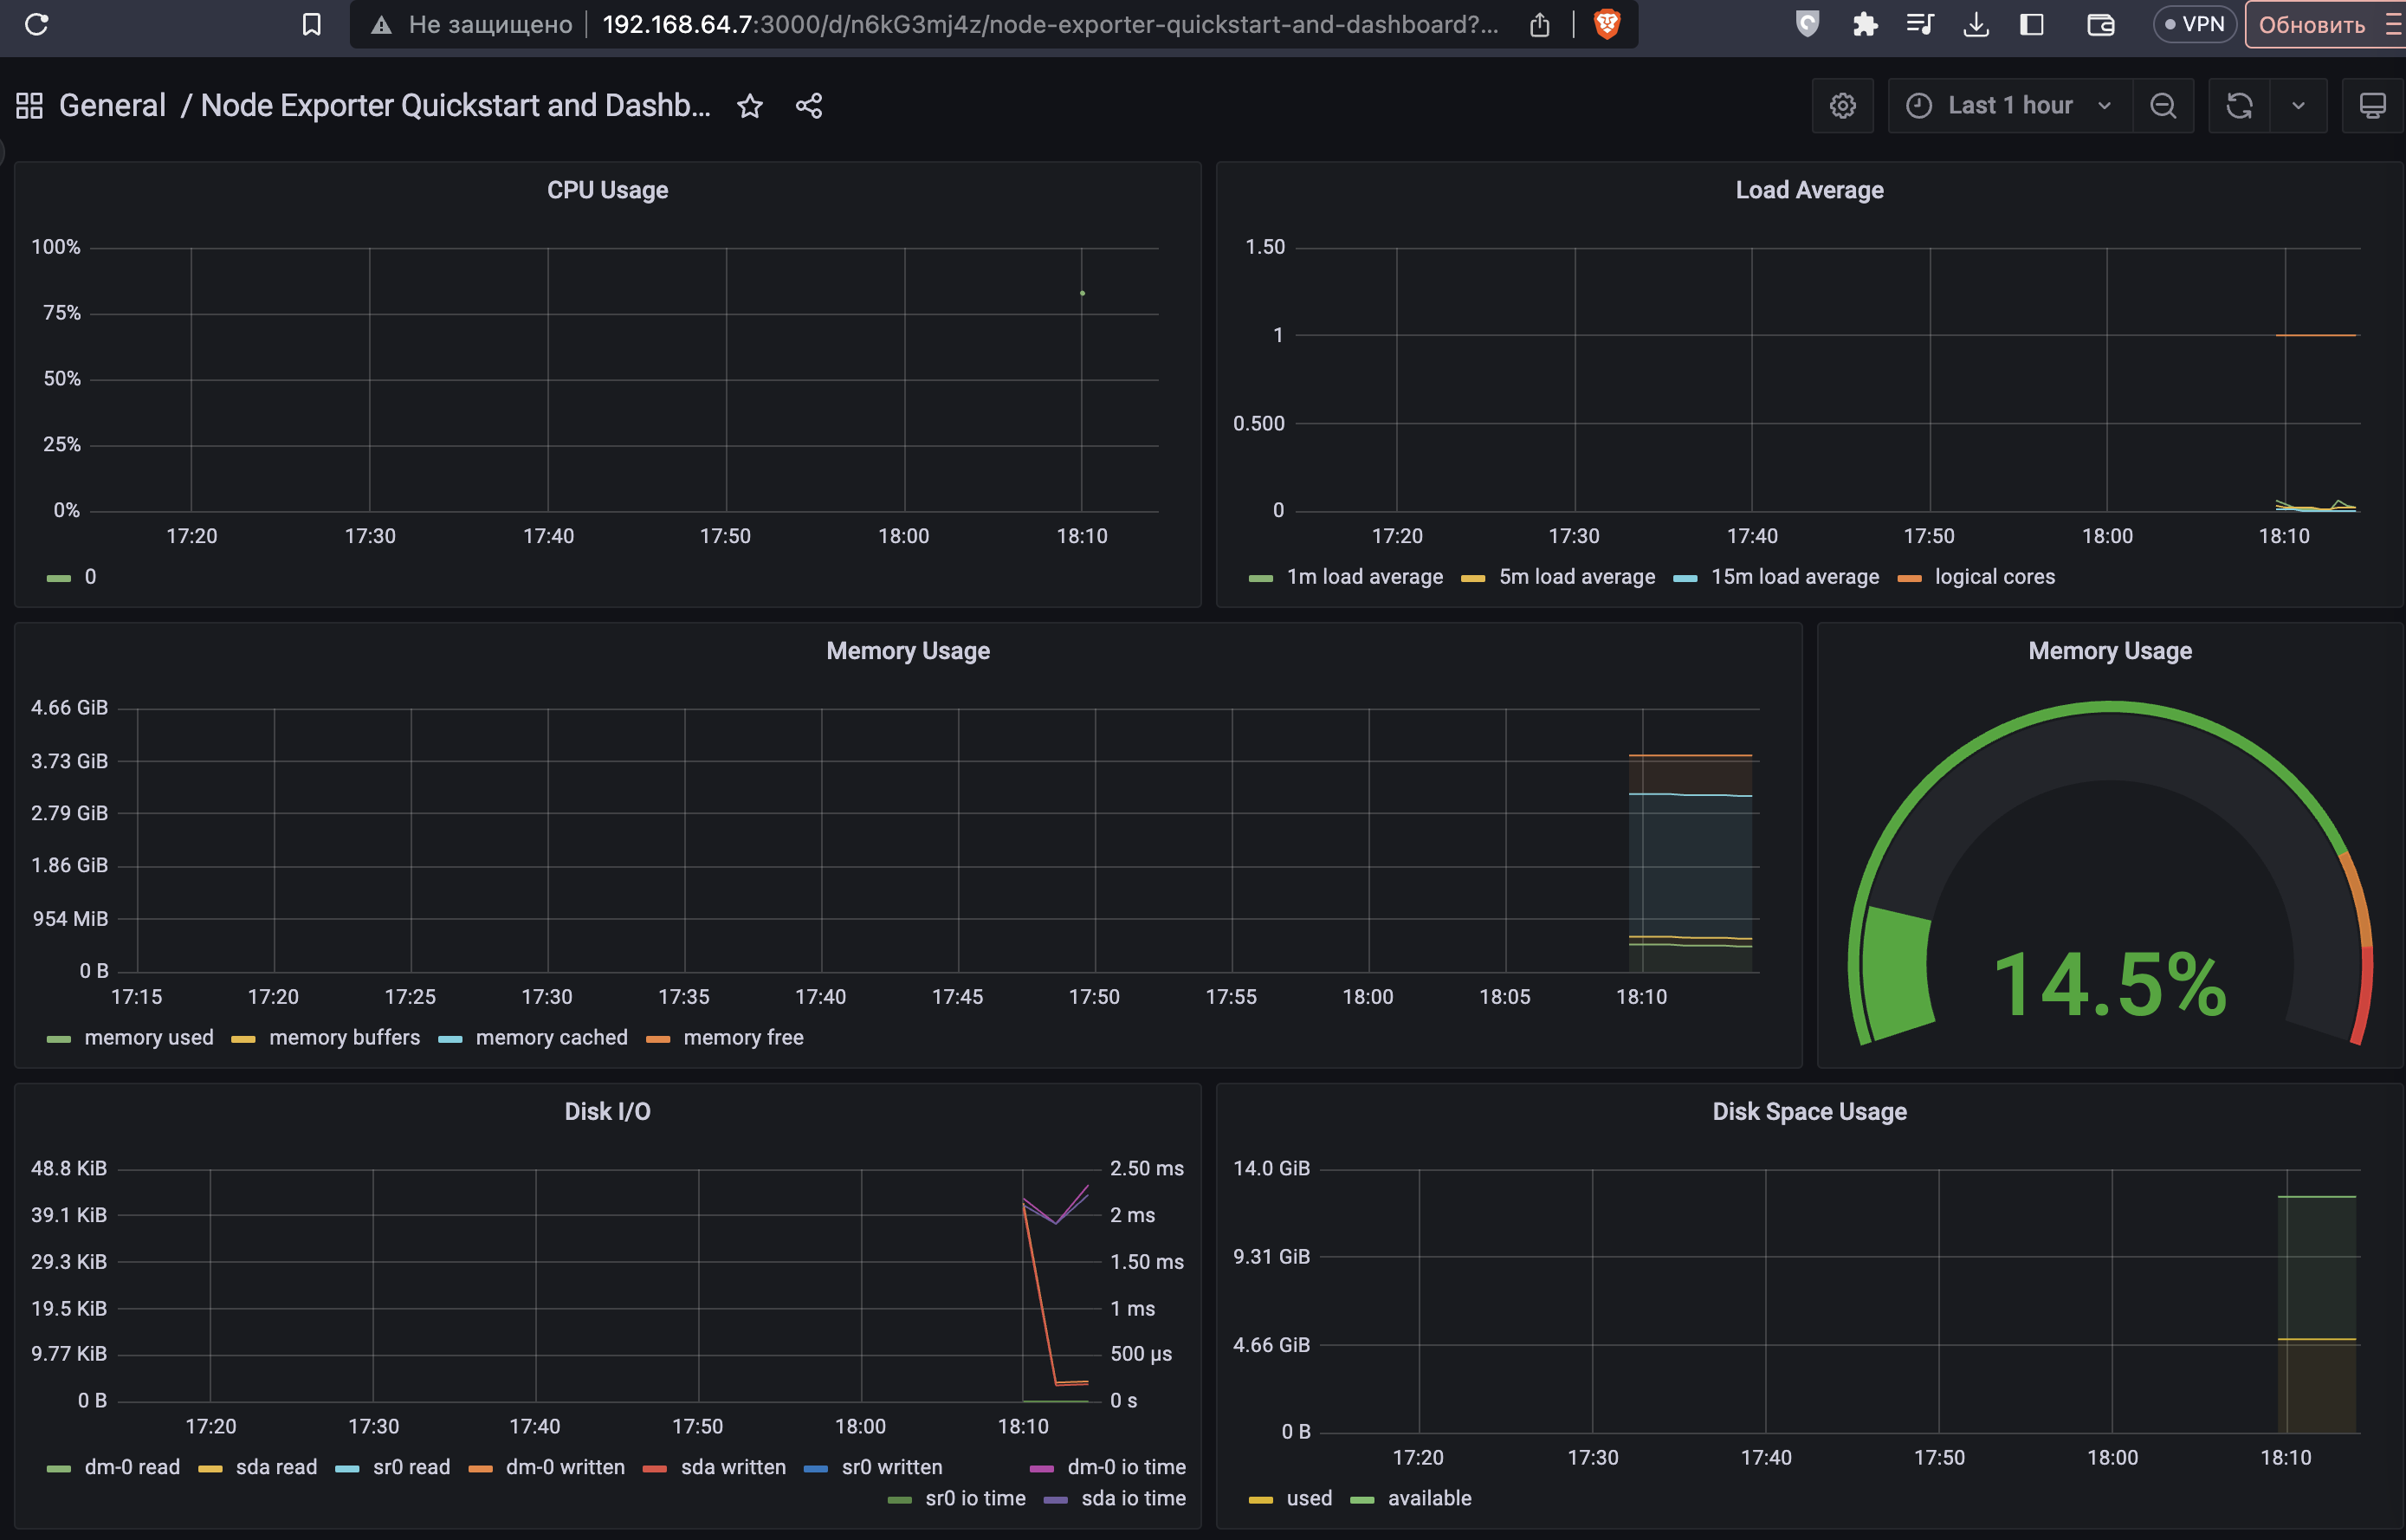 Не защищено 192.168.64.7:3000/d/n6kG3mj4z/node-exporter-quickstart-and-dashboard?... VPN Обновить
General / Node Exporter Quickstart and Dashb... Last 1 hour
CPU Usage
100%
75%
50%
25%
0%
17:20 17:30 17:40 17:50 18:00 18:10
0
Load Average
1.50
1
0.500
0
17:20 17:30 17:40 17:50 18:00 18:10
1m load average 5m load average 15m load average logical cores
Memory Usage
4.66 GiB
3.73 GiB
2.79 GiB
1.86 GiB
954 MiB
0 B
17:15 17:20 17:25 17:30 17:35 17:40 17:45 17:50 17:55 18:00 18:05 18:10
memory used memory buffers memory cached memory free
Memory Usage
14.5%
Disk I/O
48.8 KiB 2.50 ms
39.1 KiB 2 ms
29.3 KiB 1.50 ms
19.5 KiB 1 ms
9.77 KiB 500 µs
0 B 0 s
17:20 17:30 17:40 17:50 18:00 18:10
dm-0 read sda read sr0 read dm-0 written sda written sr0 written dm-0 io time
sr0 io time sda io time
Disk Space Usage
14.0 GiB
9.31 GiB
4.66 GiB
0 B
17:20 17:30 17:40 17:50 18:00 18:10
used available